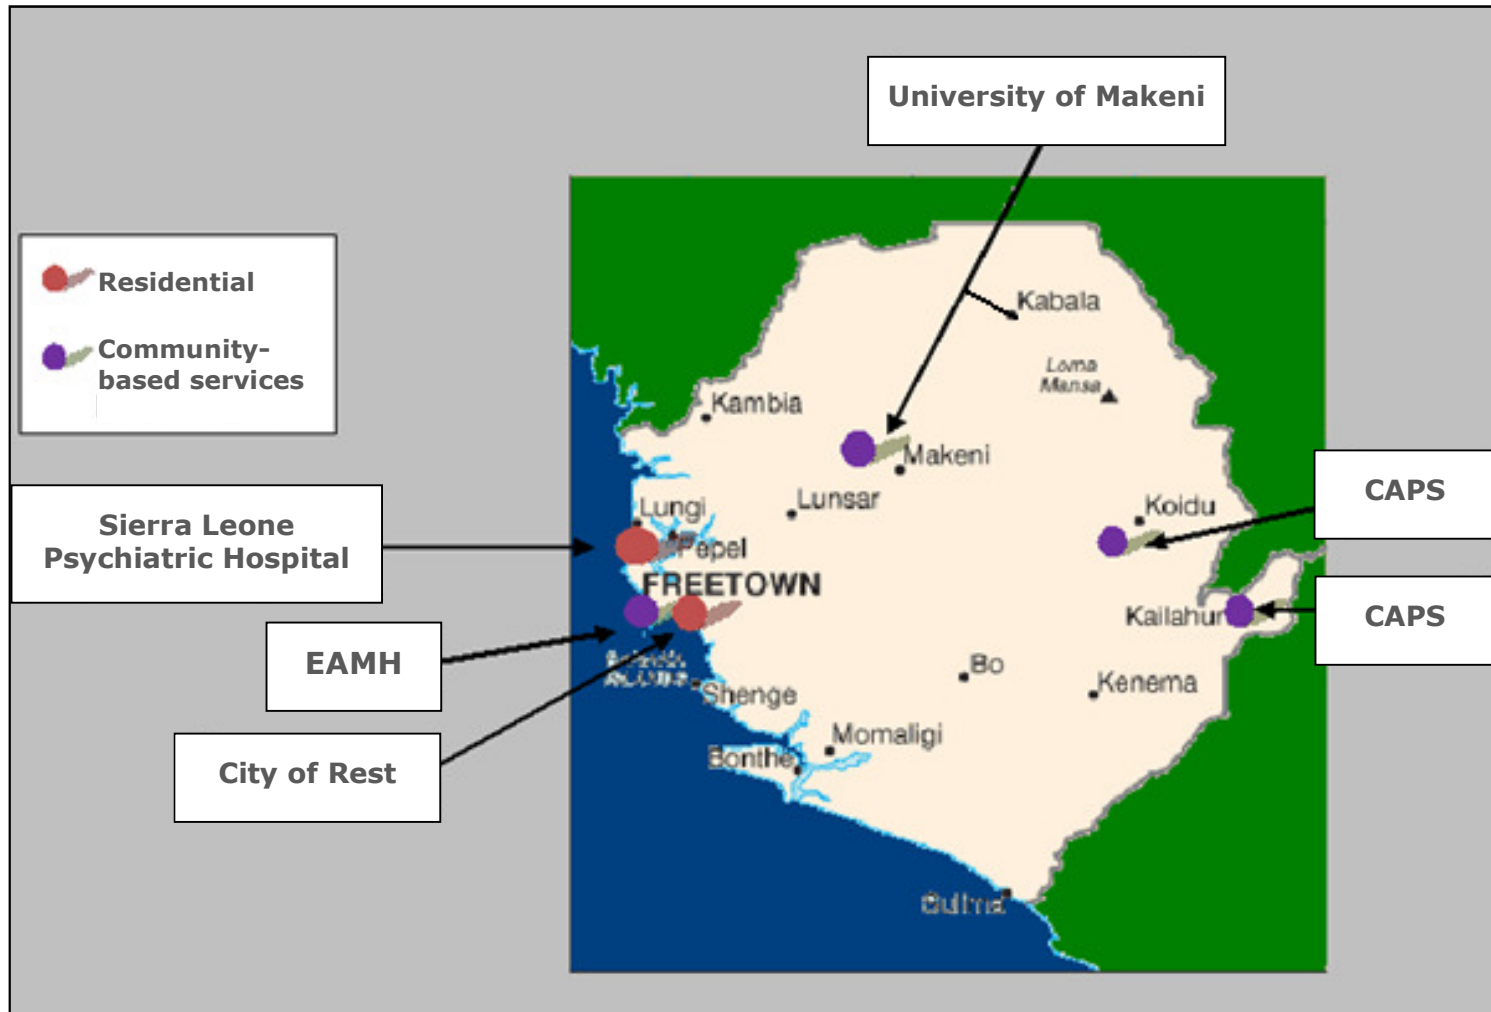 University of Makeni
Residential
Community-
based services
Kabala
Loma
Mansa
Kambia
Makeni
Lunsar
Koidu
CAPS
Lungi
Pepel
Sierra Leone
Psychiatric Hospital
FREETOWN
Kailahun
CAPS
EAMH
Bo
Kenema
Shenge
City of Rest
Momaligi
Bonthe